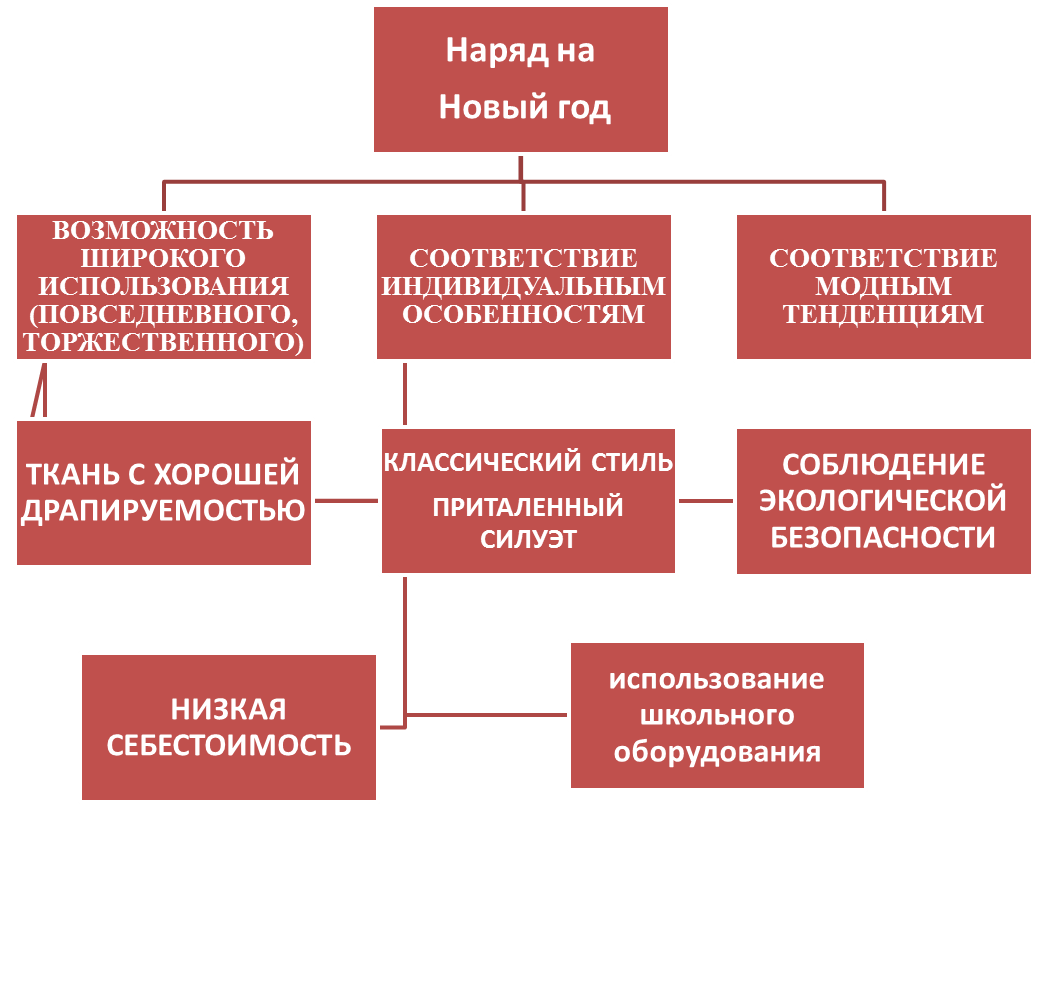 Наряд на
Новый год
ВОЗМОЖНОСТЬ
ШИРОКОГО
ИСПОЛЬЗОВАНИЯ
(ПОВСЕДНЕВНОГО,
ТОРЖЕСТВЕННОГО)
СООТВЕТСТВИЕ
ИНДИВИДУАЛЬНЫМ
ОСОБЕННОСТЯМ
СООТВЕТСТВИЕ
МОДНЫМ
ТЕНДЕНЦИЯМ
ТКАНЬ С ХОРОШЕЙ
ДРАПИРУЕМОСТЬЮ
КЛАССИЧЕСКИЙ СТИЛЬ
ПРИТАЛЕННЫЙ
СИЛУЭТ
СОБЛЮДЕНИЕ
ЭКОЛОГИЧЕСКОЙ
БЕЗОПАСНОСТИ
НИЗКАЯ
СЕБЕСТОИМОСТЬ
использование
школьного
оборудования